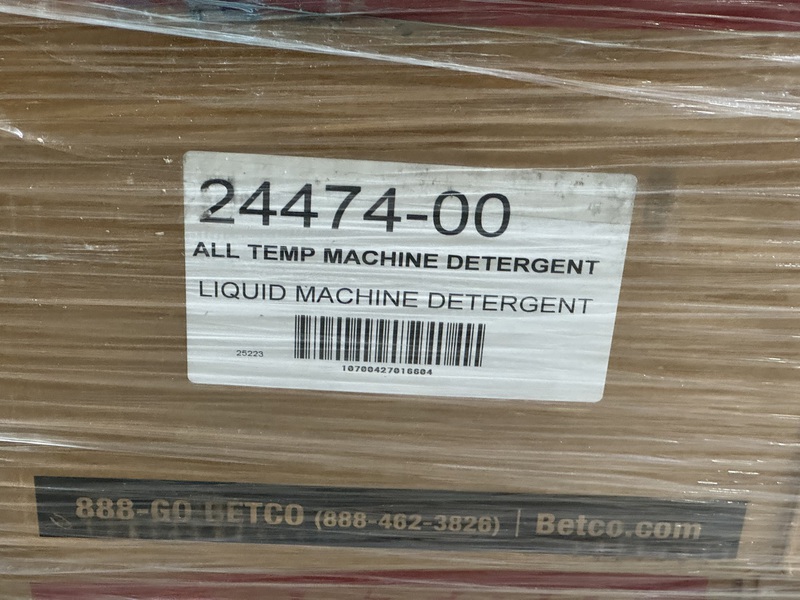 24474-00
ALL TEMP MACHINE DETERGENT
LIQUID MACHINE DETERGENT
25223
10700427016604
888-GO BETCO (888-462-3826) | Betco.com